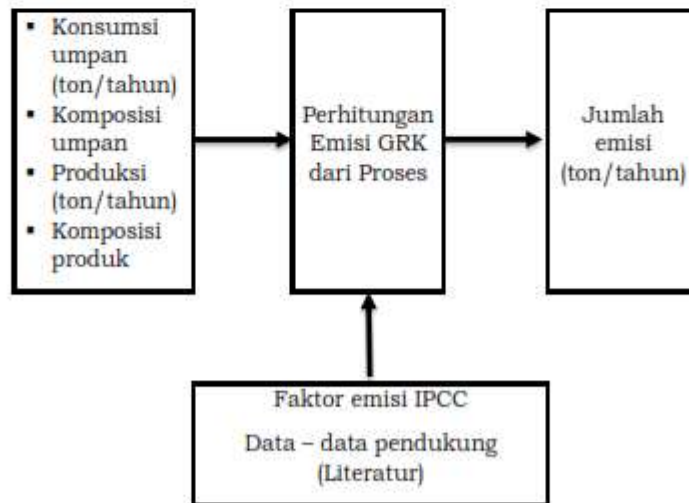 ▪ Konsumsi
umpan
(ton/tahun)
▪ Komposisi
umpan
▪ Produksi
(ton/tahun)
▪ Komposisi
produk
Perhitungan
Emisi GRK
dari Proses
Jumlah
emisi
(ton/tahun)
Faktor emisi IPCC
Data – data pendukung
(Literatur)